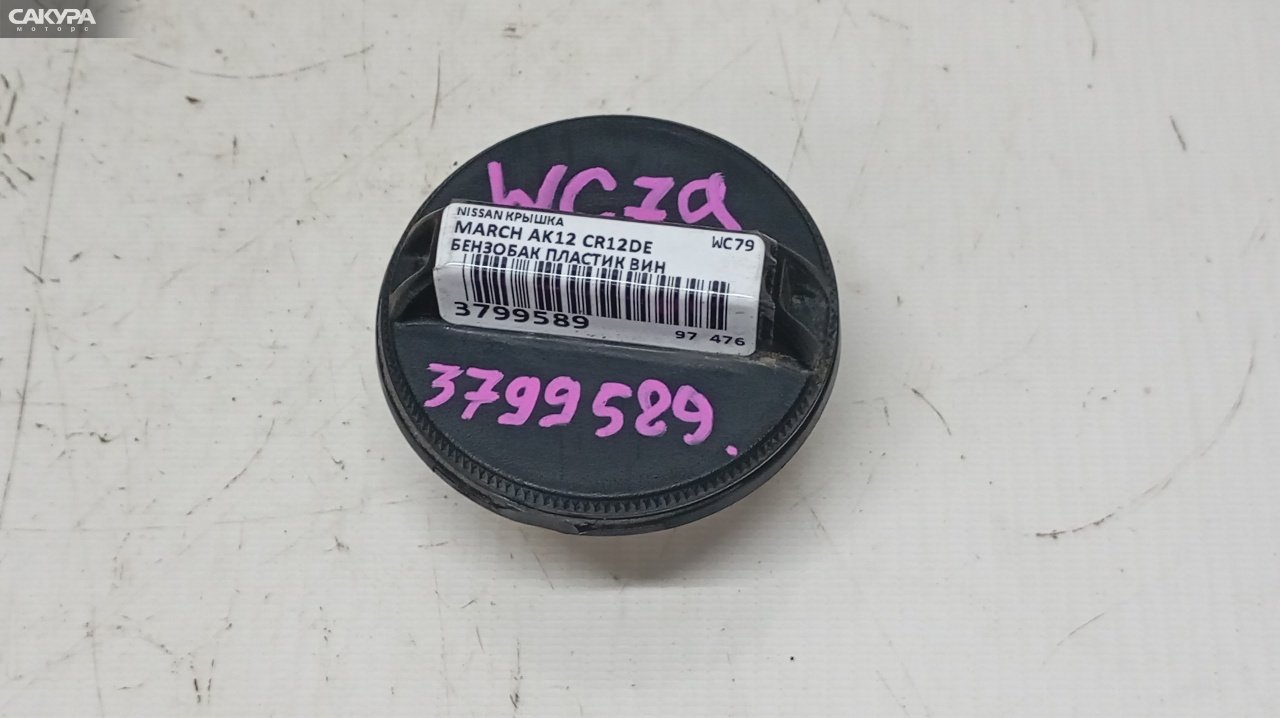 САКУРА
моторс
WC79
NISSAN КРЫШКА
MARCH AK12 CR12DE WC79
БЕНЗОБАК ПЛАСТИК ВИН
3799589
97 476
3799589.